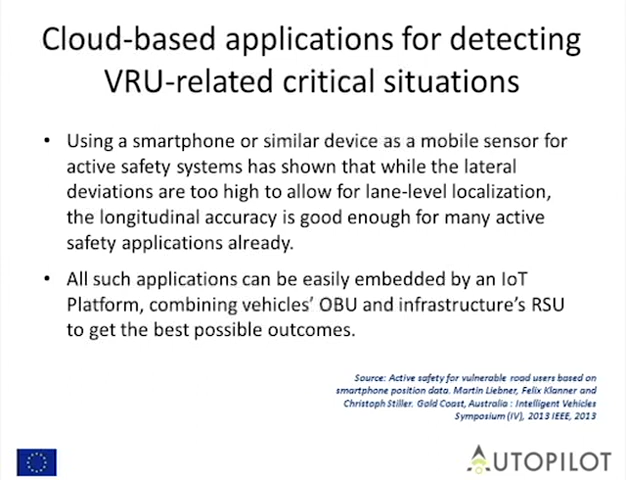 Cloud-based applications for detecting
VRU-related critical situations
• Using a smartphone or similar device as a mobile sensor for
active safety systems has shown that while the lateral
deviations are too high to allow for lane-level localization,
the longitudinal accuracy is good enough for many active
safety applications already.
• All such applications can be easily embedded by an IoT
Platform, combining vehicles' OBU and infrastructure's RSU
to get the best possible outcomes.
Source: Active safety for vulnerable road users based on
smartphone position data. Martin Liebner, Felix Klanner and
Christoph Stiller. Gold Coast, Australia : Intelligent Vehicles
Symposium (IV), 2013 IEEE, 2013
AUTOPILOT